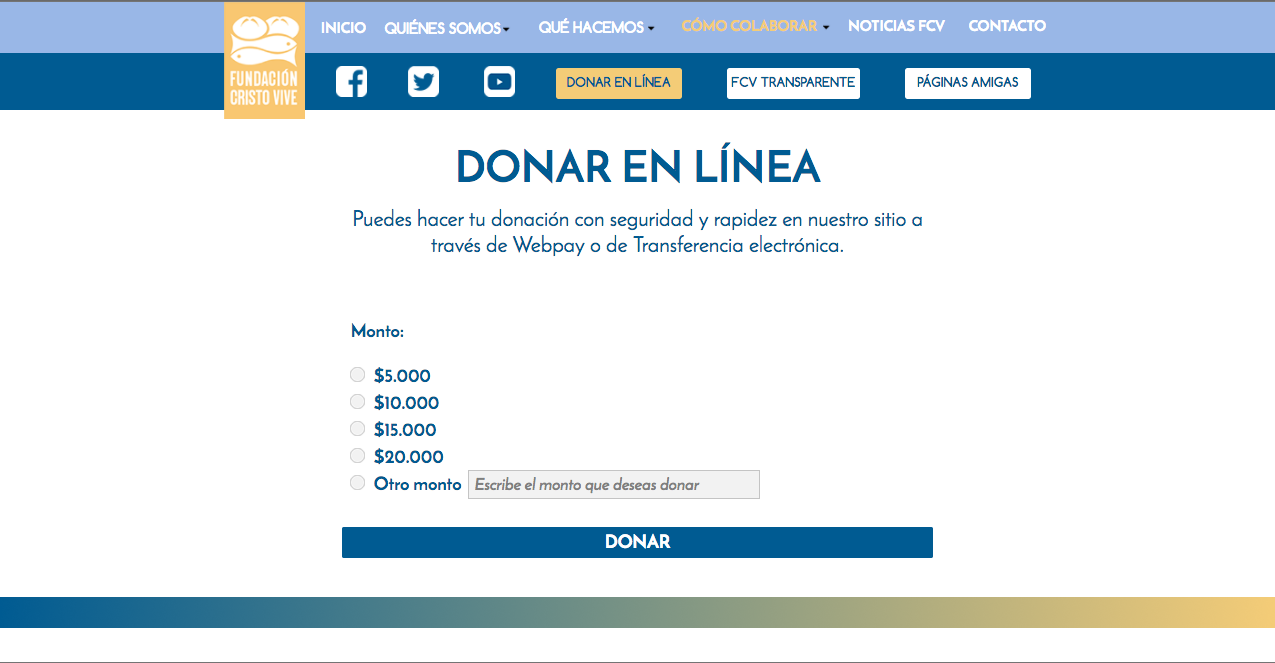 INICIO QUIÉNES SOMOS QUÉ HACEMOS CÓMO COLABORAR NOTICIAS FCV CONTACTO
FUNDACIÓN
CRISTO VIVE
DONAR EN LÍNEA FCV TRANSPARENTE PÁGINAS AMIGAS
DONAR EN LÍNEA
Puedes hacer tu donación con seguridad y rapidez en nuestro sitio a
través de Webpay o de Transferencia electrónica.
Monto:
$5.000
$10.000
$15.000
$20.000
Otro monto Escribe el monto que deseas donar
DONAR